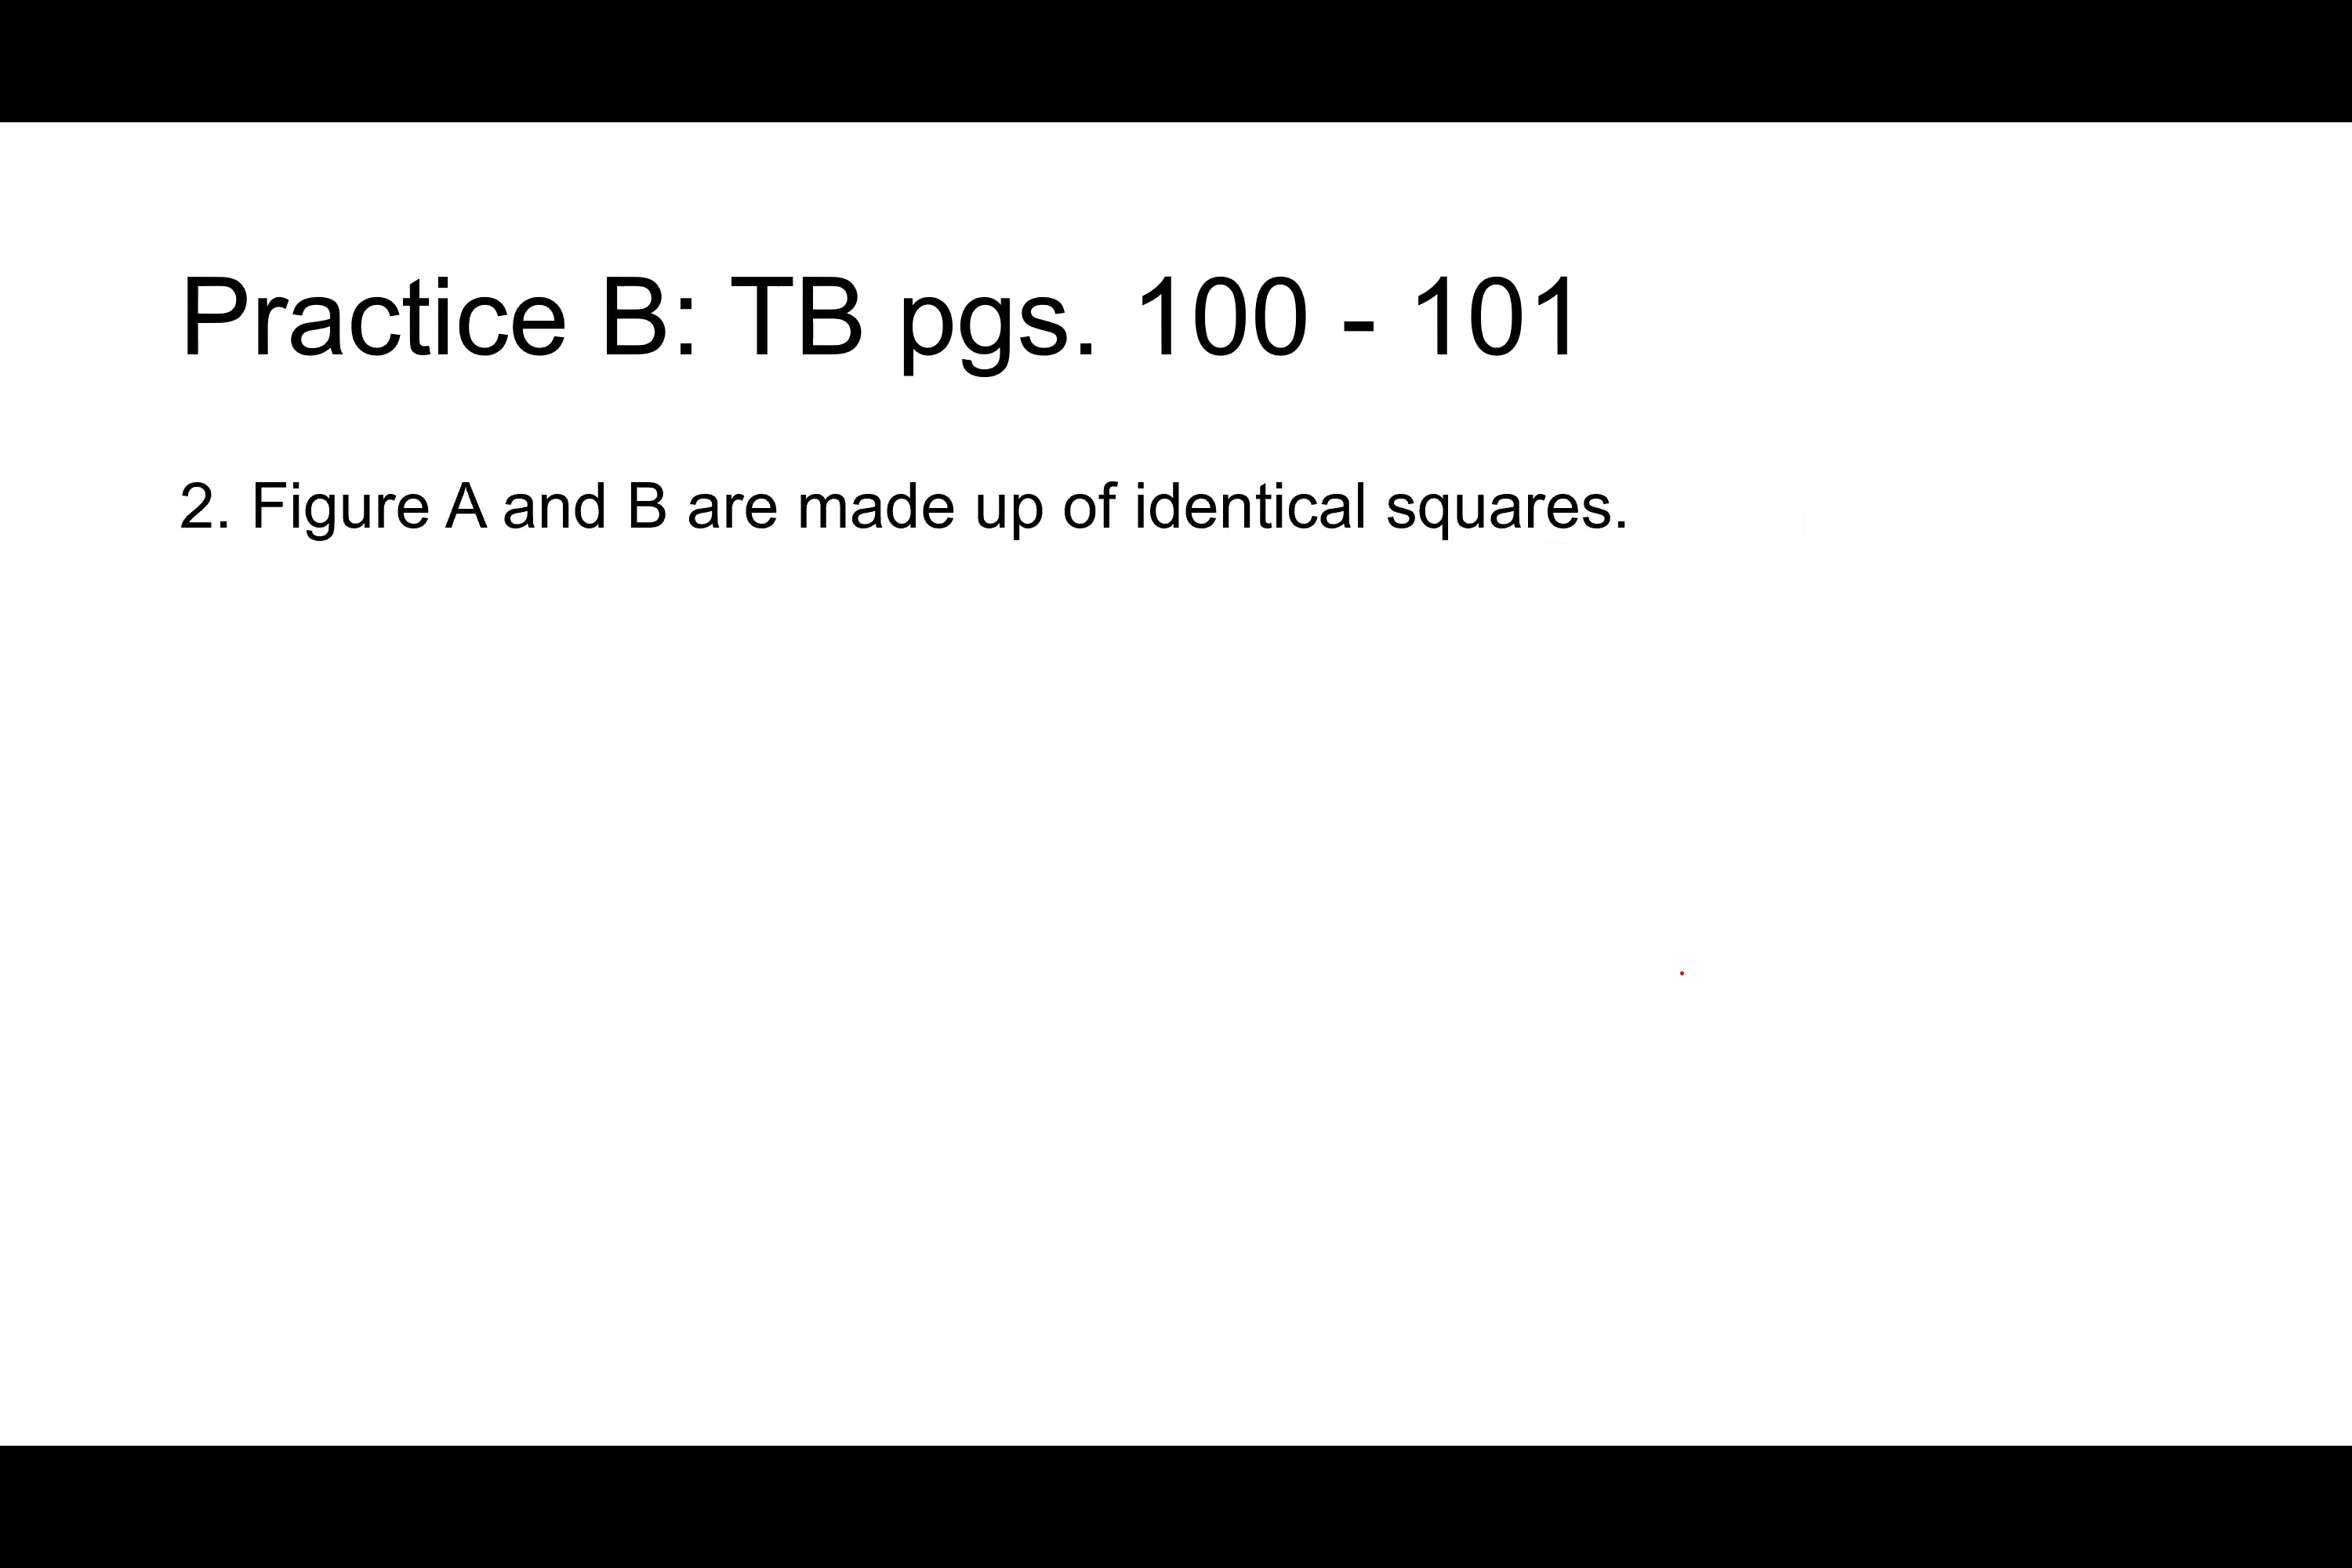 Practice B: TB pgs. 100 - 101
2. Figure A and B are made up of identical squares.